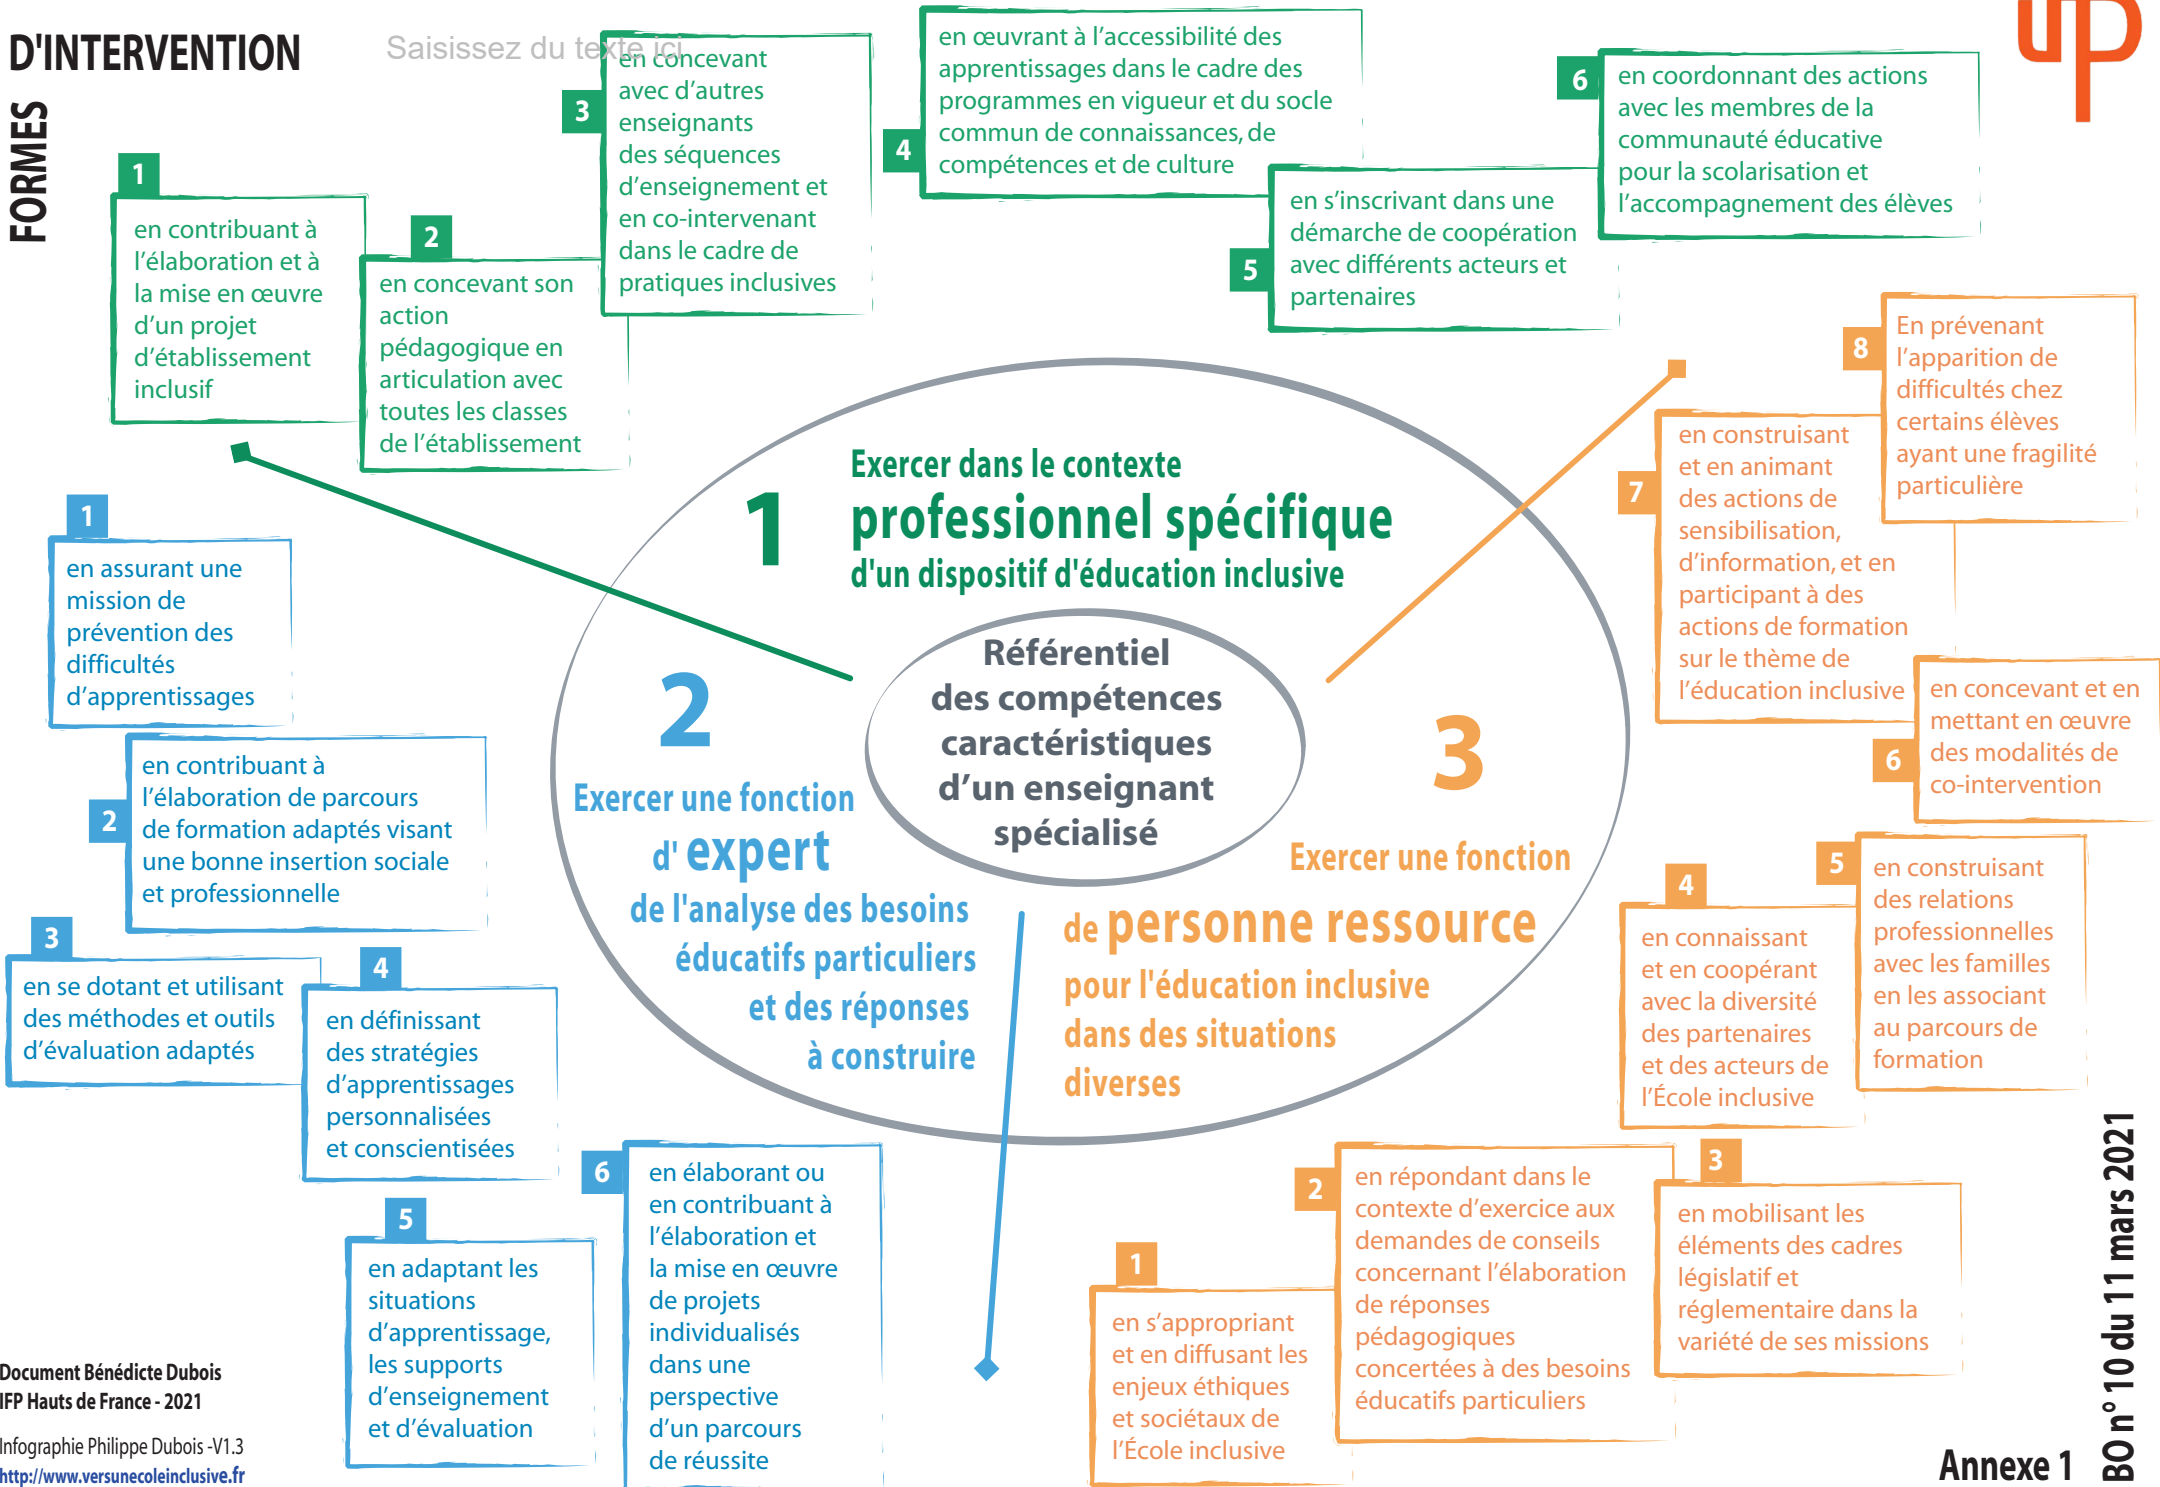 D'INTERVENTION
FORMES
Saisissez du texte ici
1
en contribuant à
l'élaboration et à
la mise en œuvre
d'un projet
d'établissement
inclusif
2
en concevant son
action
pédagogique en
articulation avec
toutes les classes
de l'établissement
3
en concevant
avec d'autres
enseignants
des séquences
d'enseignement et
en co-intervenant
dans le cadre de
pratiques inclusives
4
en œuvrant à l'accessibilité des
apprentissages dans le cadre des
programmes en vigueur et du socle
commun de connaissances, de
compétences et de culture
5
en s'inscrivant dans une
démarche de coopération
avec différents acteurs et
partenaires
6
en coordonnant des actions
avec les membres de la
communauté éducative
pour la scolarisation et
l'accompagnement des élèves
up
1
Exercer dans le contexte
professionnel spécifique
d'un dispositif d'éducation inclusive
Référentiel
des compétences
caractéristiques
d'un enseignant
spécialisé
2
Exercer une fonction
d' expert
de l'analyse des besoins
éducatifs particuliers
et des réponses
à construire
3
Exercer une fonction
de personne ressource
pour l'éducation inclusive
dans des situations
diverses
1
en assurant une
mission de
prévention des
difficultés
d'apprentissages
2
en contribuant à
l'élaboration de parcours
de formation adaptés visant
une bonne insertion sociale
et professionnelle
3
en se dotant et utilisant
des méthodes et outils
d'évaluation adaptés
4
en définissant
des stratégies
d'apprentissages
personnalisées
et conscientisées
5
en adaptant les
situations
d'apprentissage,
les supports
d'enseignement
et d'évaluation
6
en élaborant ou
en contribuant à
l'élaboration et
la mise en œuvre
de projets
individualisés
dans une
perspective
d'un parcours
de réussite
1
en s'appropriant
et en diffusant les
enjeux éthiques
et sociétaux de
l'École inclusive
2
en répondant dans le
contexte d'exercice aux
demandes de conseils
concernant l'élaboration
de réponses
pédagogiques
concertées à des besoins
éducatifs particuliers
3
en mobilisant les
éléments des cadres
législatif et
réglementaire dans la
variété de ses missions
4
en connaissant
et en coopérant
avec la diversité
des partenaires
et des acteurs de
l'École inclusive
5
en construisant
des relations
professionnelles
avec les familles
en les associant
au parcours de
formation
6
en concevant et en
mettant en œuvre
des modalités de
co-intervention
7
en construisant
et en animant
des actions de
sensibilisation,
d'information, et en
participant à des
actions de formation
sur le thème de
l'éducation inclusive
8
En prévenant
l'apparition de
difficultés chez
certains élèves
ayant une fragilité
particulière
Document Bénédicte Dubois
IFP Hauts de France - 2021
Infographie Philippe Dubois -V1.3
http://www.versunecoleinclusive.fr
Annexe 1
BO n° 10 du 11 mars 2021